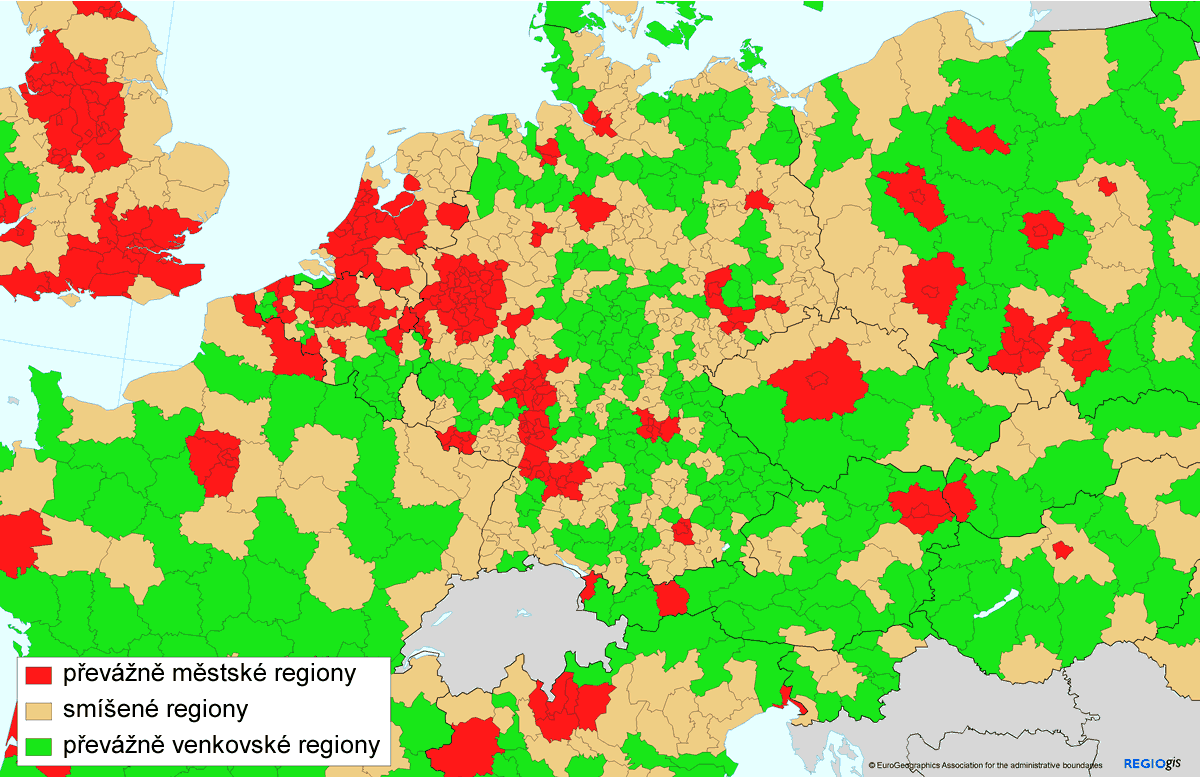 převážně městské regiony
smíšené regiony
převážně venkovské regiony
© EuroGeographics Association for the administrative boundaries
REGIOgis